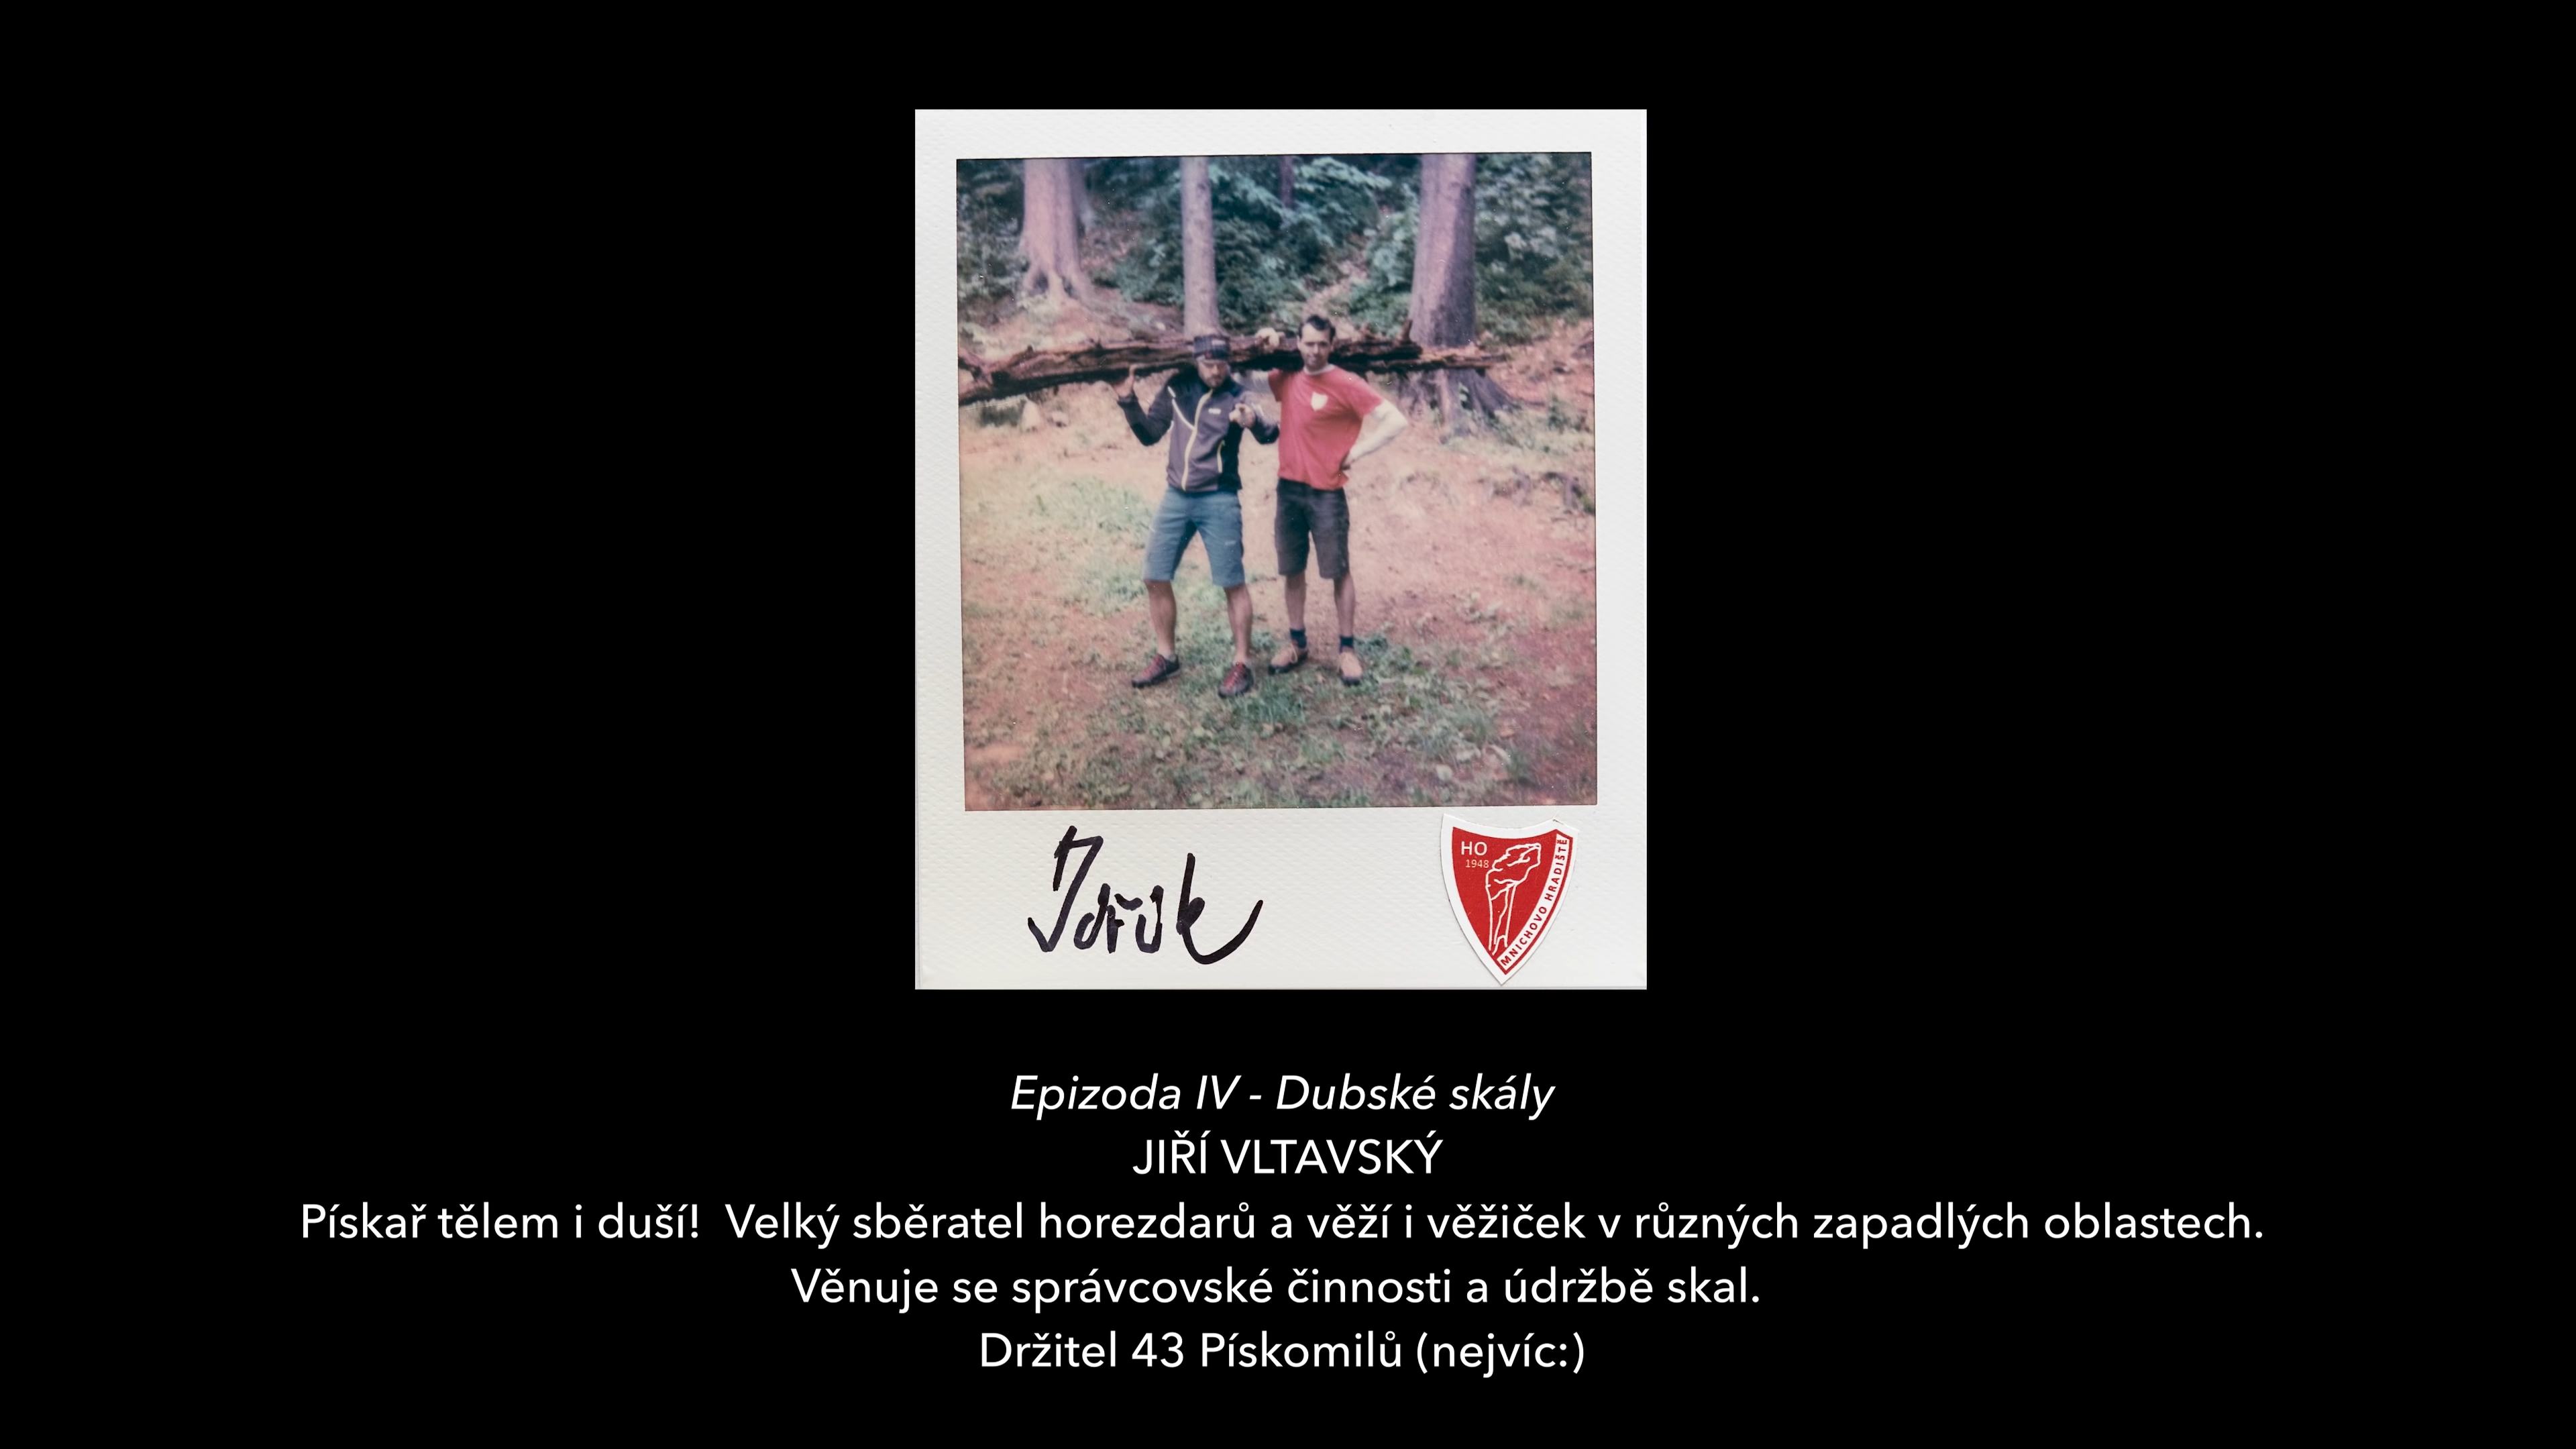 HO
1948
MNICHOVO HRADIŠTĚ
Epizoda IV - Dubské skály
JIŘÍ VLTAVSKÝ
Pískař tělem i duší! Velký sběratel horezdarů a věží i věžiček v různých zapadlých oblastech.
Věnuje se správcovské činnosti a údržbě skal.
Držitel 43 Pískomilů (nejvíc:)